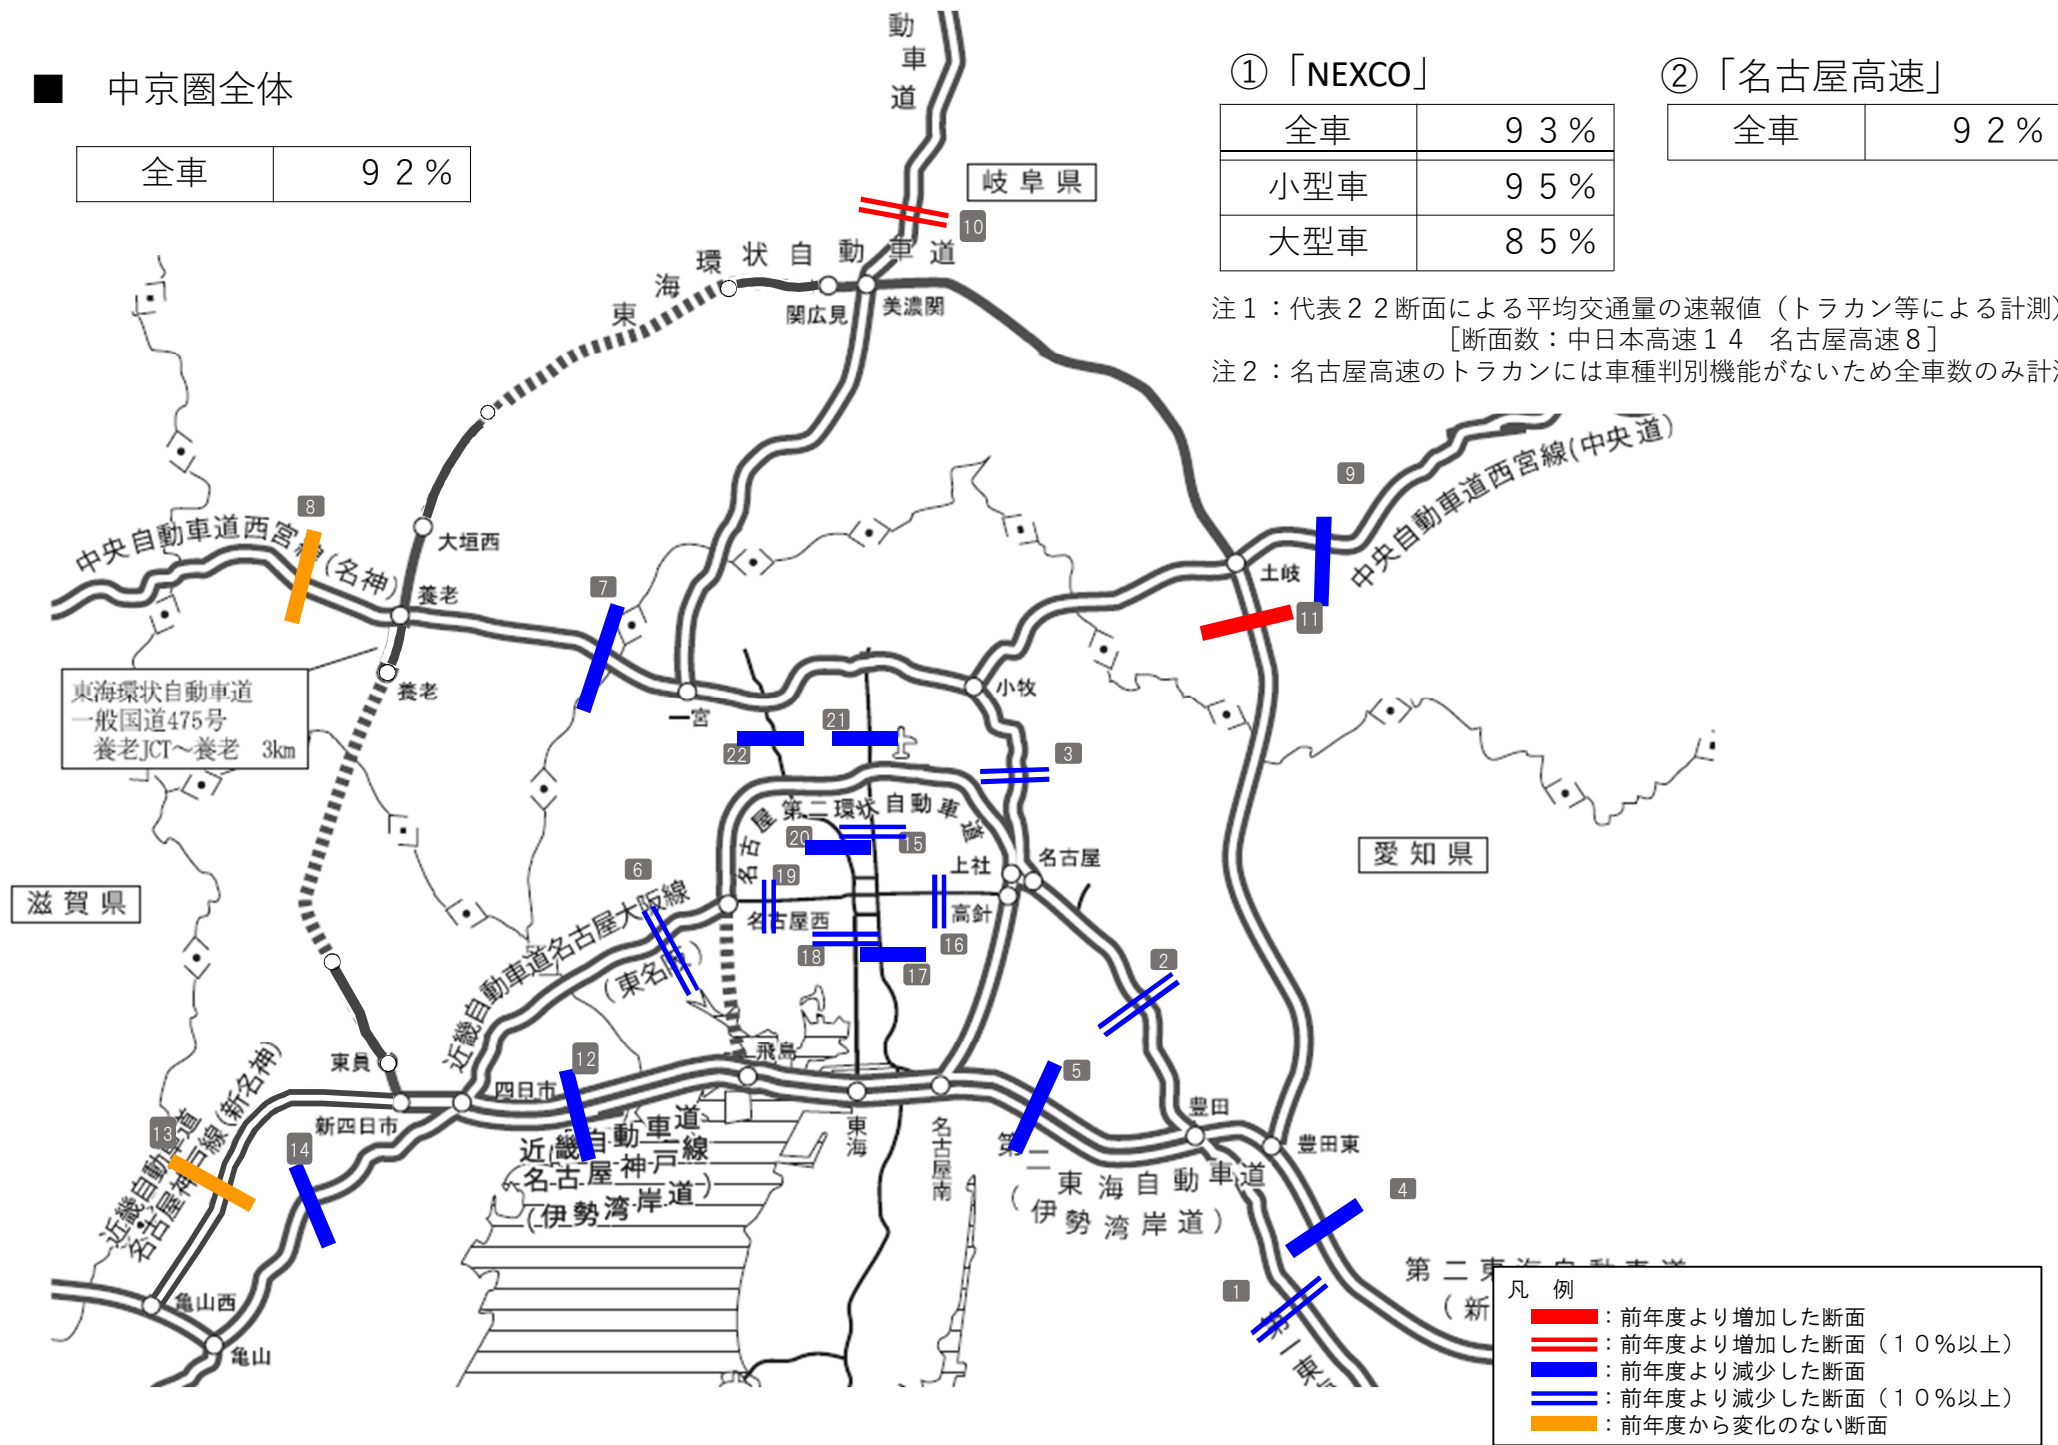 ■ 中京圏全体
全車 92%
①「NEXCO」
全車 93%
小型車 95%
大型車 85%
②「名古屋高速」
全車 92%
注1:代表22断面による平均交通量の速報値(トラカン等による計測)
[断面数:中日本高速14 名古屋高速8]
注2:名古屋高速のトラカンには車種判別機能がないため全車数のみ計
動車道
岐阜県
10
東海環状自動車道
関広見
美濃関
9
中央自動車道西宮線(中央道)
8
中央自動車道西宮線(名神)
大垣西
養老
7
土岐
11
養老
東海環状自動車道
一般国道475号
養老JCT~養老 3km
一宮
小牧
22
21
3
名古屋第二環状自動車道
20
15
上社
名古屋
愛知県
滋賀県
6
19
名古屋西
高針
16
18
17
2
近畿自動車道名古屋大阪線
(東名阪)
東員
12
四日市
飛島
5
新四日市
東海
名古屋南
豊田
豊田東
13
14
近畿自動車道
名古屋神戸線(新名神)
近畿自動車道
名古屋神戸線
(伊勢湾岸道)
第二東海自動車道
(伊勢湾岸道)
4
1
亀山西
亀山
第二東海自動車道
(新
第一東
凡 例
:前年度より増加した断面
:前年度より増加した断面(10%以上)
:前年度より減少した断面
:前年度より減少した断面(10%以上)
:前年度から変化のない断面